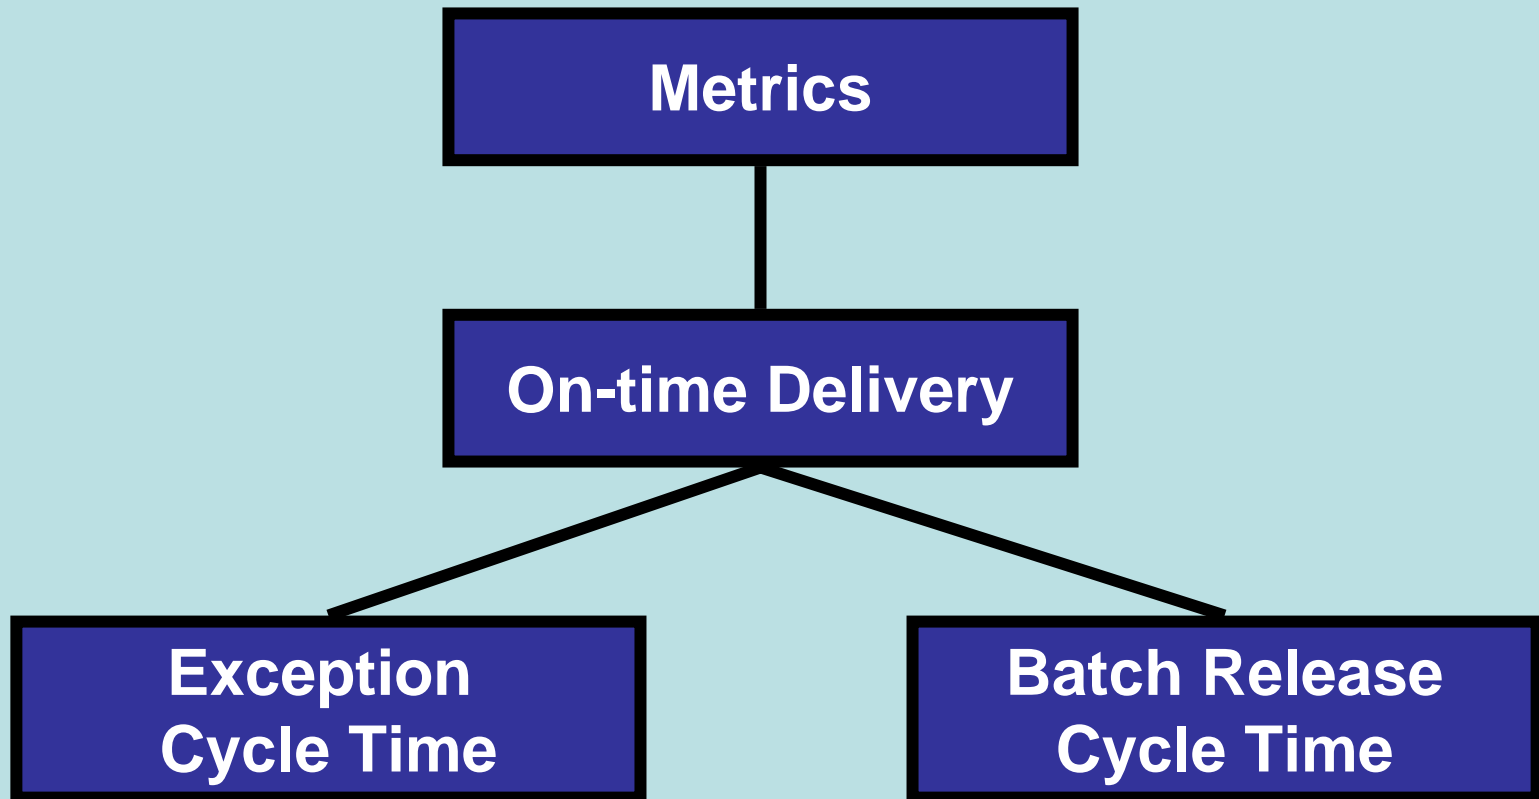 Metrics
On-time Delivery
Exception
Cycle Time
Batch Release
Cycle Time